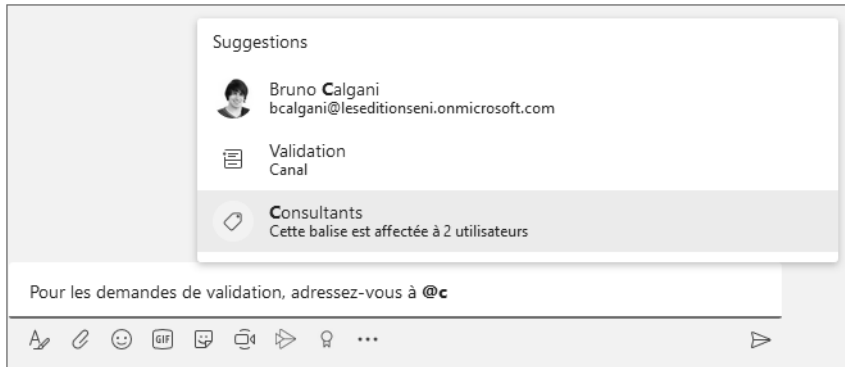 Suggestions
Bruno Calgani
bcalgani@leseditionseni.onmicrosoft.com
Validation
Canal
Consultants
Cette balise est affectée à 2 utilisateurs
Pour les demandes de validation, adressez-vous à @c
GIF